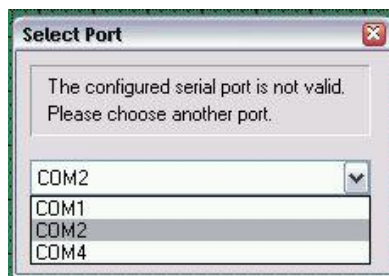 Select Port
The configured serial port is not valid.
Please choose another port.
COM2
COM1
COM2
COM4